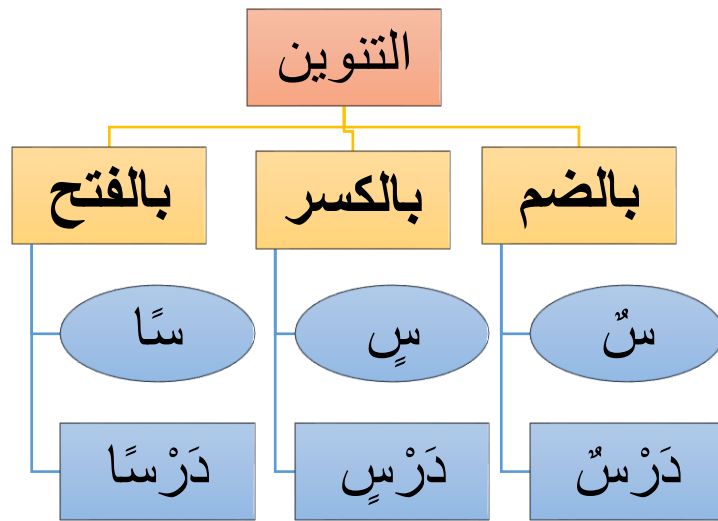 التنوين
بالضم
بالكسر
بالفتح
سٌ
سٍ
سًا
دَرْسٌ
دَرْسٍ
دَرْسًا